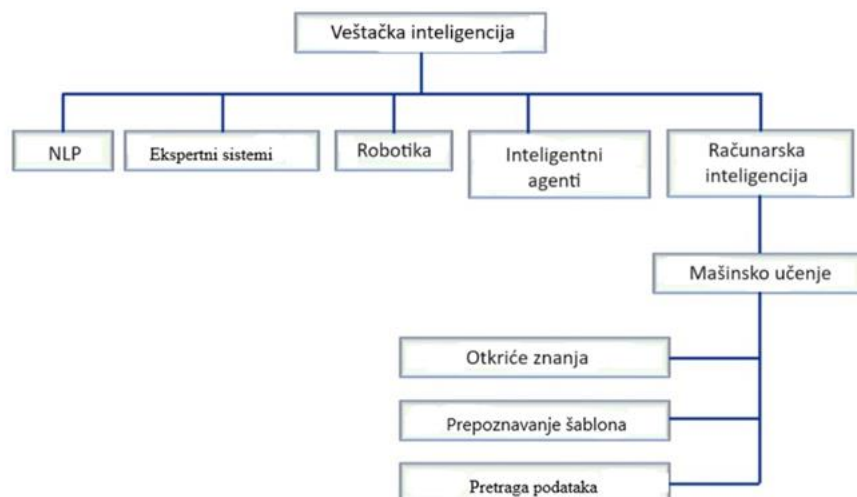 Veštačka inteligencija
NLP
Ekspertni sistemi
Robotika
Inteligentni
agenti
Računarska
inteligencija
Mašinsko učenje
Otkriće znanja
Prepoznavanje šablona
Pretraga podataka